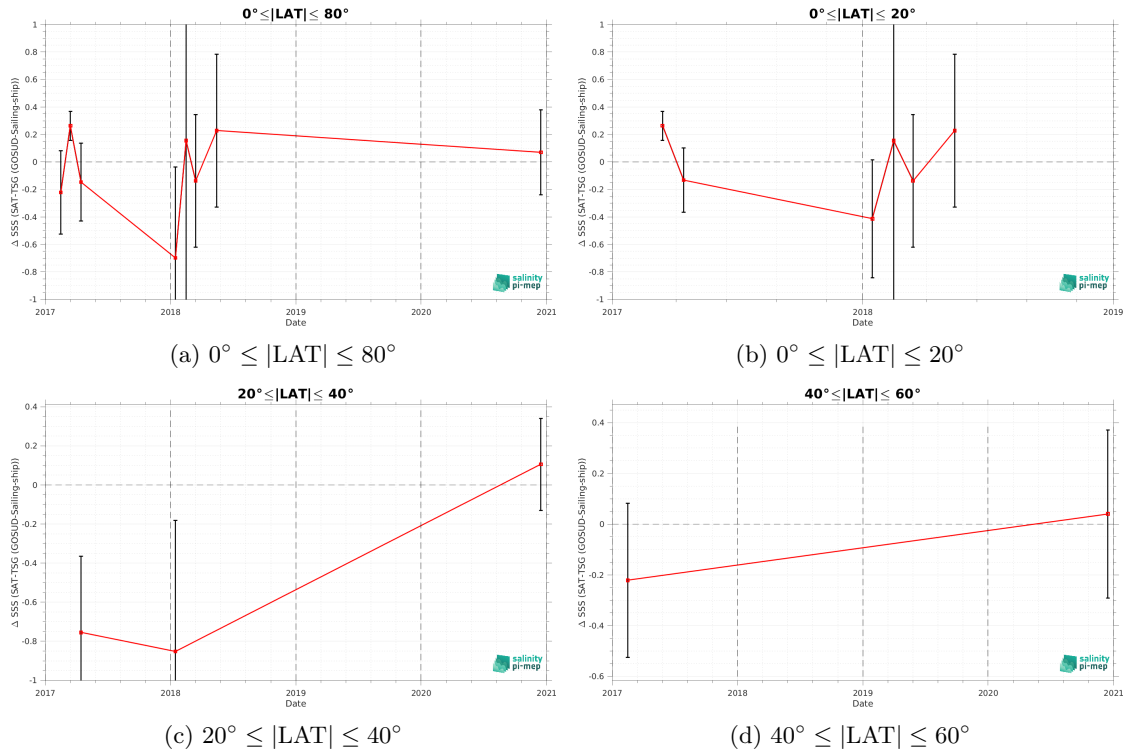 0°≤|LAT|≤ 80°
Δ SSS (SAT-TSG (GOSUD-Sailing-ship))
1
0.8
0.6
0.4
0.2
0
-0.2
-0.4
-0.6
-0.8
-1
2017
2018
2019
2020
2021
Date
salinity
pi-mep
(a) 0° ≤ |LAT| ≤ 80°
0°≤|LAT|≤ 20°
Δ SSS (SAT-TSG (GOSUD-Sailing-ship))
1
0.8
0.6
0.4
0.2
0
-0.2
-0.4
-0.6
-0.8
-1
2017
2018
2019
Date
salinity
pi-mep
(b) 0° ≤ |LAT| ≤ 20°
20°≤|LAT|≤ 40°
Δ SSS (SAT-TSG (GOSUD-Sailing-ship))
0.4
0.2
0
-0.2
-0.4
-0.6
-0.8
-1
2017
2018
2019
2020
2021
Date
salinity
pi-mep
(c) 20° ≤ |LAT| ≤ 40°
40°≤|LAT|≤ 60°
Δ SSS (SAT-TSG (GOSUD-Sailing-ship))
0.4
0.2
0
-0.2
-0.4
-0.6
2017
2018
2019
2020
2021
Date
salinity
pi-mep
(d) 40° ≤ |LAT| ≤ 60°